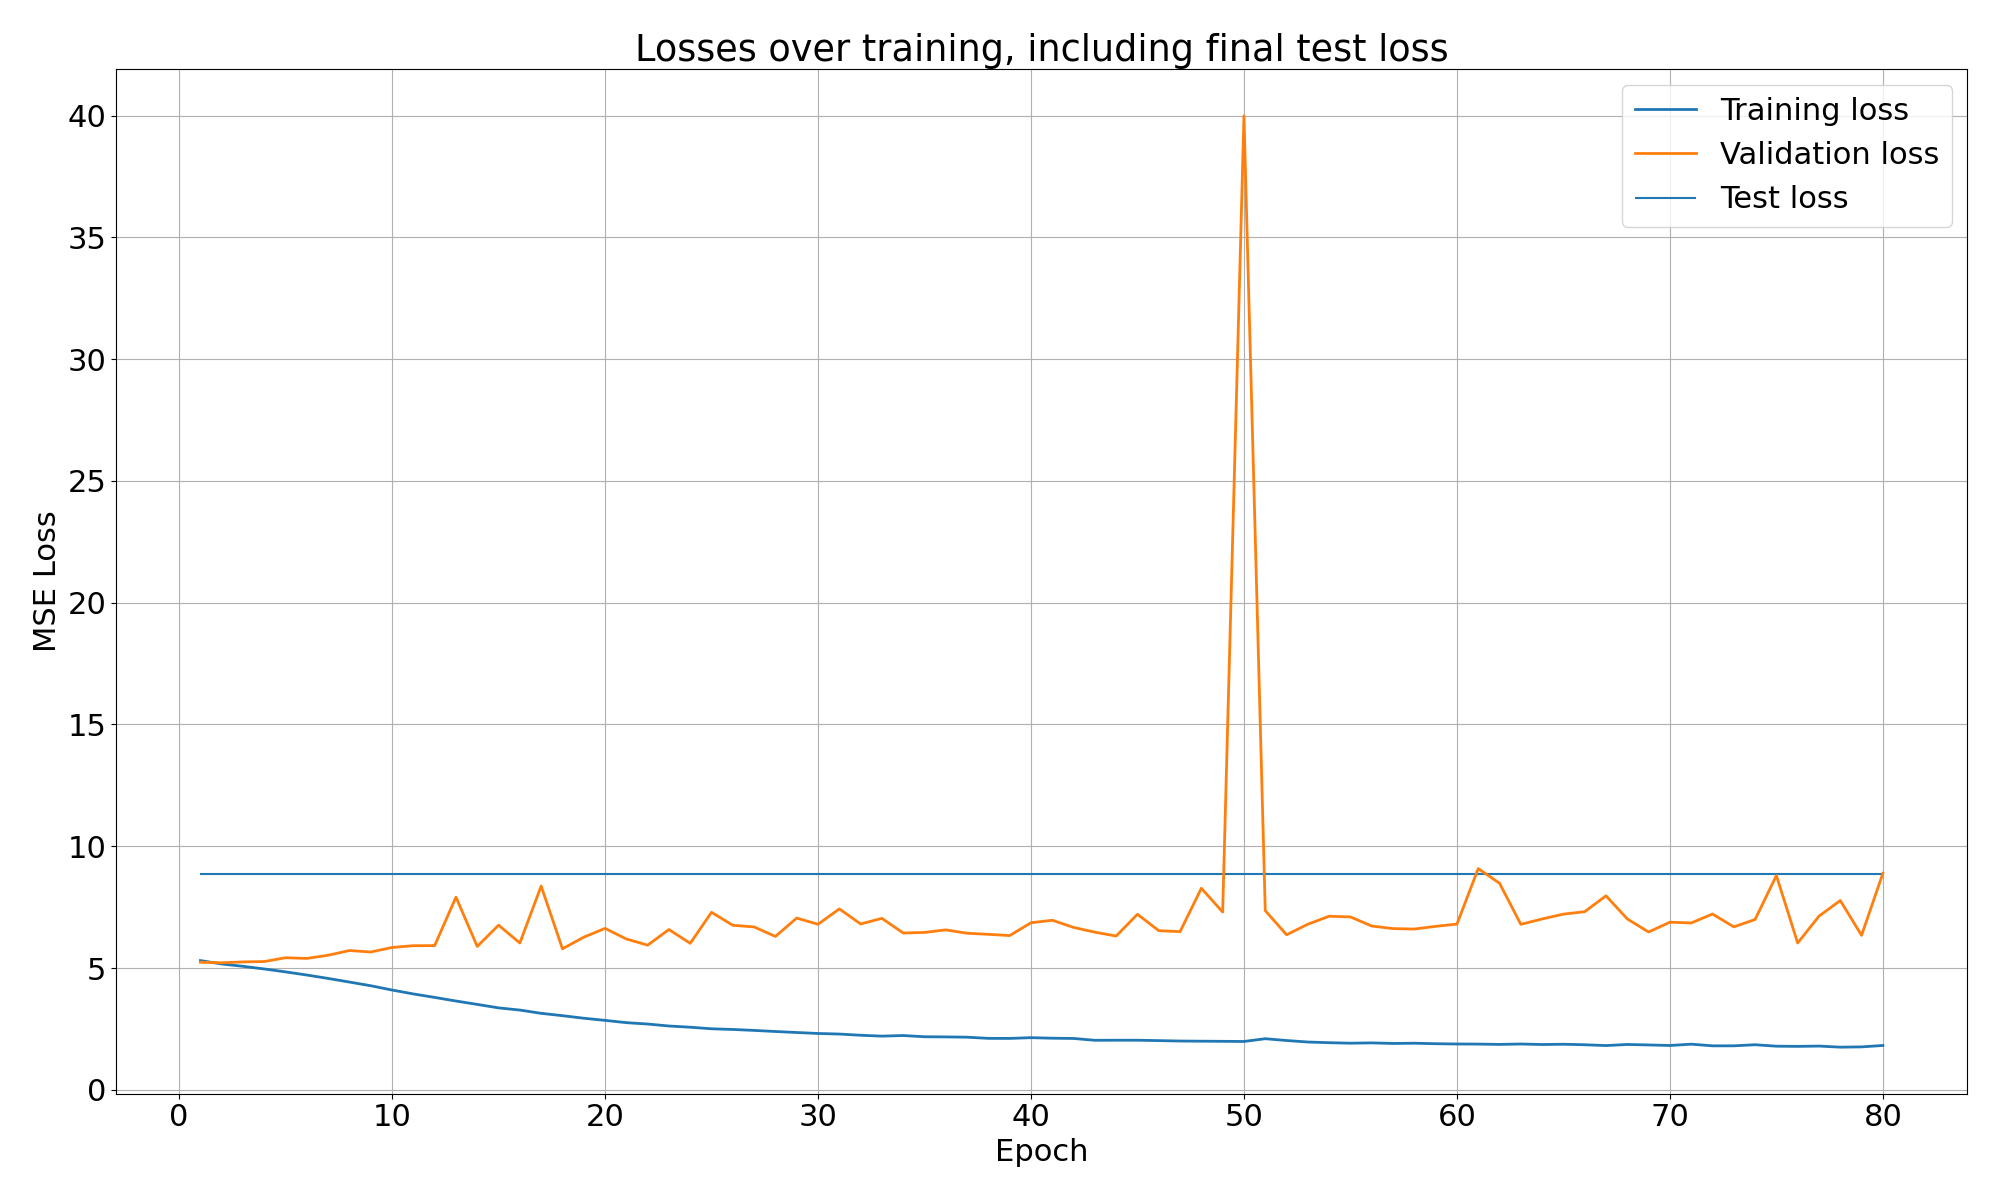 Losses over training, including final test loss
Training loss
Validation loss
Test loss
40
35
30
25
20
15
10
5
0
MSE Loss
0 10 20 30 40 50 60 70 80
Epoch